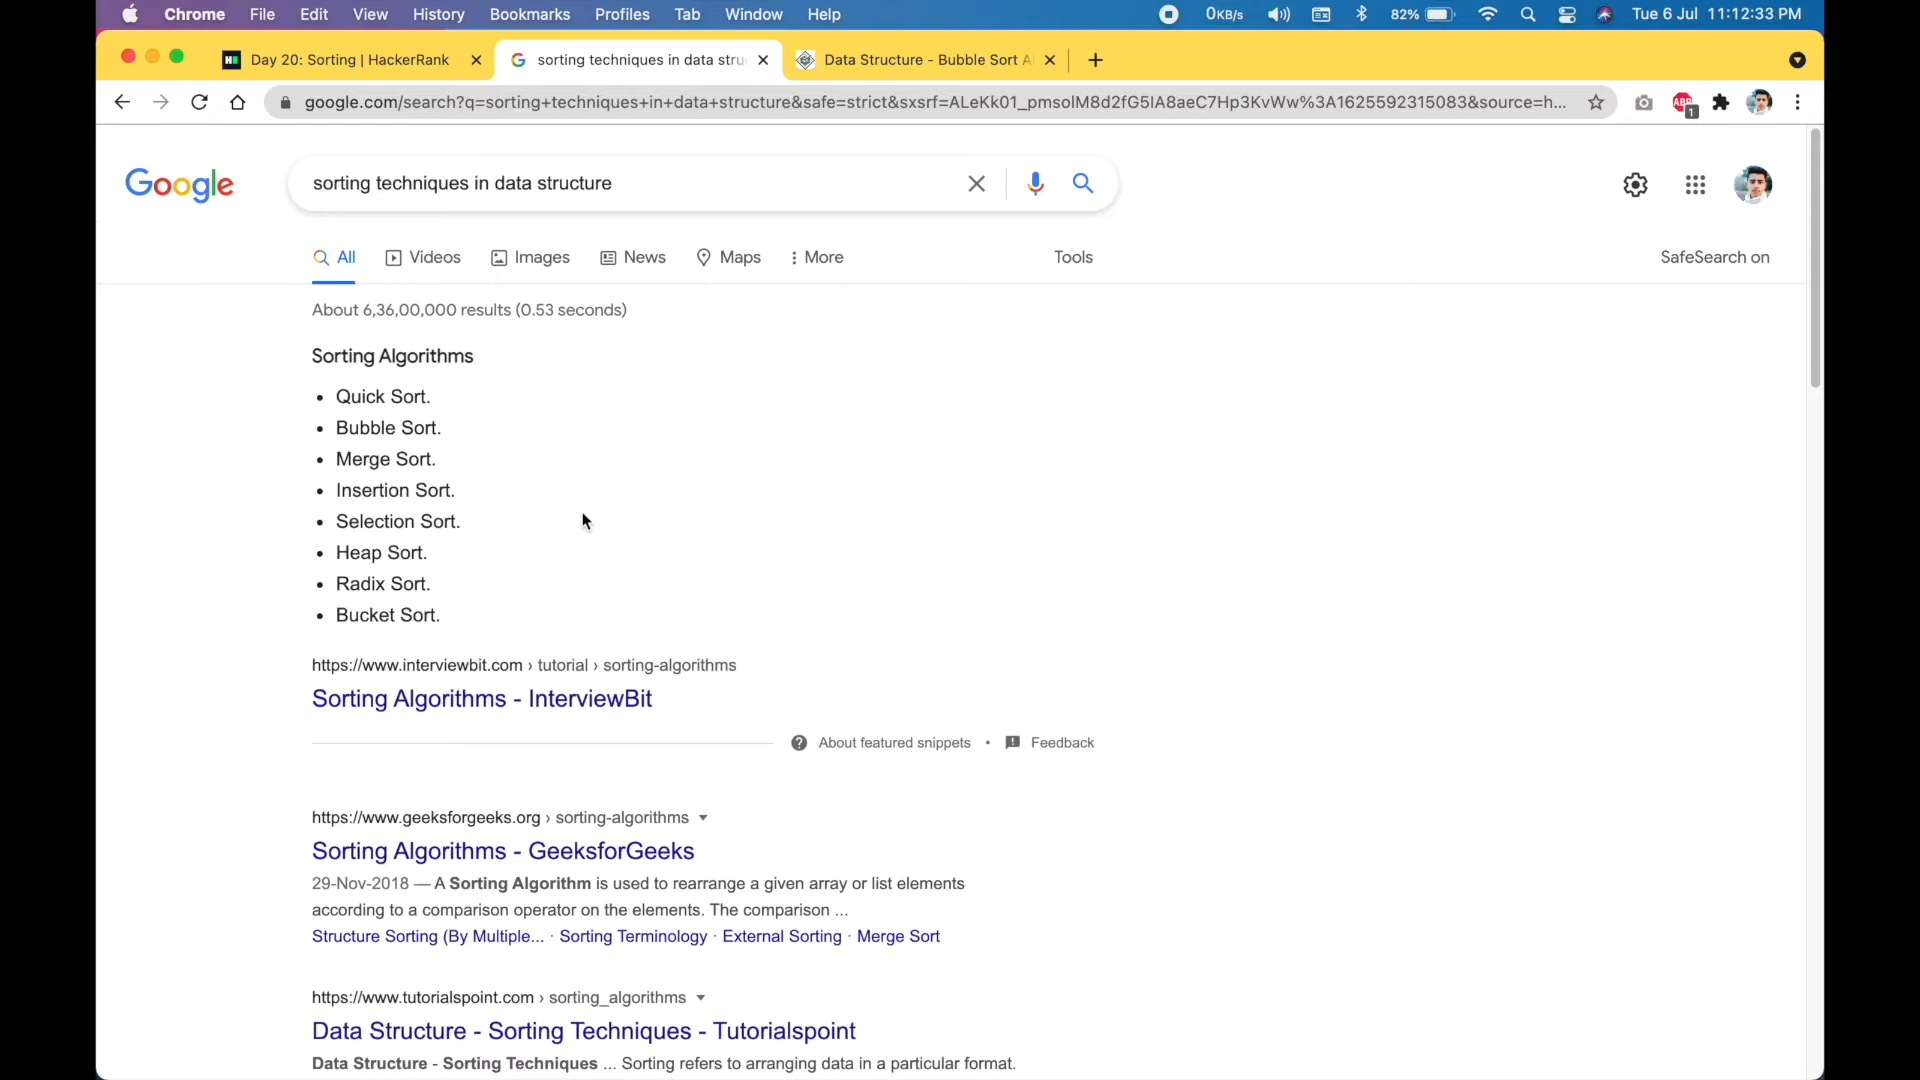 Chrome File Edit View History Bookmarks Profiles Tab Window Help 0KB/s 82% Tue 6 Jul 11:12:33 PM
Day 20: Sorting | HackerRank sorting techniques in data stru Data Structure - Bubble Sort A
google.com/search?q=sorting+techniques+in+data+structure&safe=strict&sxsrf=ALeKk01_pmsolM8d2fG5IA8aeC7Hp3KvWw%3A1625592315083&source=h... ABP 1
Google sorting techniques in data structure
All Videos Images News Maps More Tools SafeSearch on
About 6,36,00,000 results (0.53 seconds)
Sorting Algorithms
• Quick Sort.
• Bubble Sort.
• Merge Sort.
• Insertion Sort.
• Selection Sort.
• Heap Sort.
• Radix Sort.
• Bucket Sort.
https://www.interviewbit.com › tutorial › sorting-algorithms
Sorting Algorithms - InterviewBit
About featured snippets • Feedback
https://www.geeksforgeeks.org › sorting-algorithms
Sorting Algorithms - GeeksforGeeks
29-Nov-2018 — A Sorting Algorithm is used to rearrange a given array or list elements
according to a comparison operator on the elements. The comparison ...
Structure Sorting (By Multiple... · Sorting Terminology · External Sorting · Merge Sort
https://www.tutorialspoint.com › sorting_algorithms
Data Structure - Sorting Techniques - Tutorialspoint
Data Structure - Sorting Techniques ... Sorting refers to arranging data in a particular format.